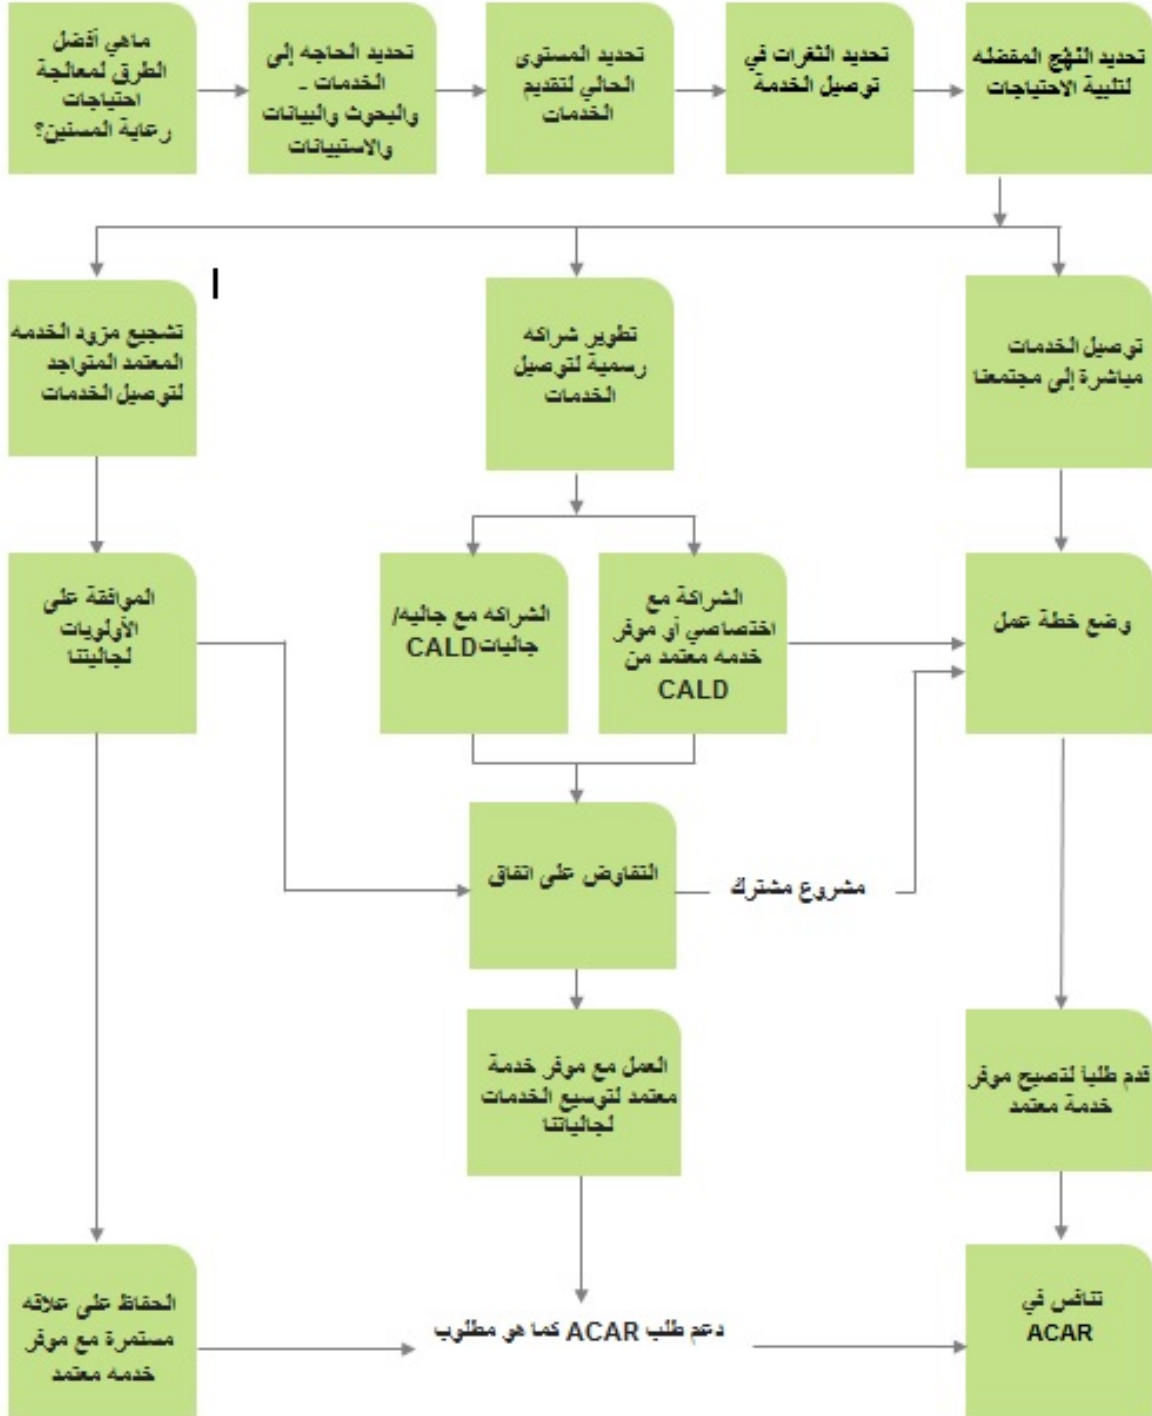 ماهي أفضل
الطرق لمعالجة
احتياجات
رعاية المسنين؟
تحديد الحاجه إلى
الخدمات -
والبحوث والبيانات
والاستبيانات
تحديد المستوى
الحالي لتقديم
الخدمات
تحديد الثغرات في
توصيل الخدمة
تحديد النُهُج المفضله
لتلبية الاحتياجات
تشجيع مزود الخدمه
المعتمد المتواجد
لتوصيل الخدمات
تطوير شراكه
رسمية لتوصيل
الخدمات
توصيل الخدمات
مباشرة إلى مجتمعنا
الموافقة على
الأولويات
لجاليتنا
الشراكه مع جاليه/
جاليات CALD
الشراكة مع
اختصاصي أو موفر
خدمه معتمد من
CALD
وضع خطة عمل
التفاوض على اتفاق
مشروع مشترك
العمل مع موفر خدمة
معتمد لتوسيع الخدمات
لجالياتنا
قدم طلباً لتصبح موفر
خدمة معتمد
الحفاظ على علاقه
مستمرة مع موفر
خدمه معتمد
دعم طلب ACAR كما هو مطلوب
تنافس في
ACAR